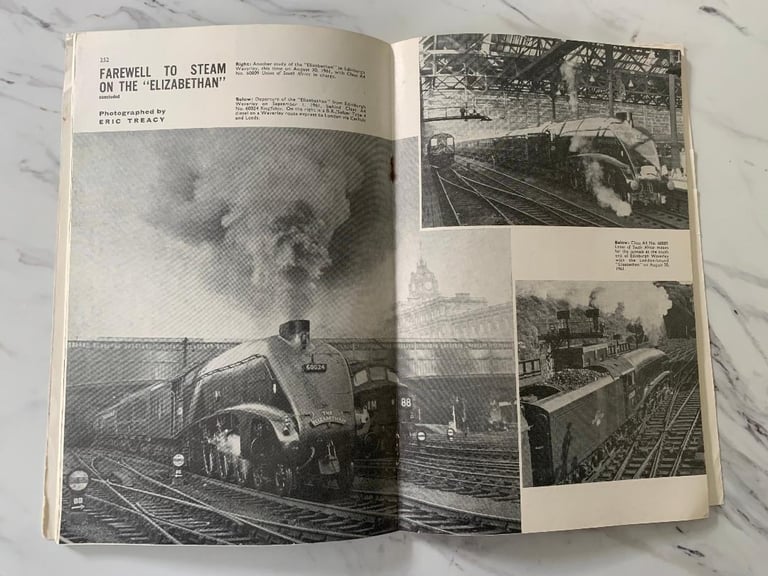 252
FAREWELL TO STEAM
ON THE "ELIZABETHAN"
concluded
Photographed by
ERIC TREACY
Right: Another study of the "Elizabethan" in Edinburgh
Waverley, this time on August 30, 1961, with Class A4
No. 60009 Union of South Africa in charge.
Below: Departure of the "Elizabethan" from Edinburgh
Waverley on September 1, 1961, behind Class A4
No. 60024 Kingfisher. On the right is a B.R./Sulzer Type 4
diesel on a Waverley route express to London via Carlisle
and Leeds.
Below: Class A4 No. 60009
Union of South Africa
for the tunnels at the south
end of Edinburgh Waverley
with the London-bound
"Elizabethan" on August 30,
1961
60024
THE
ELIZABETHAN
1M
88
88